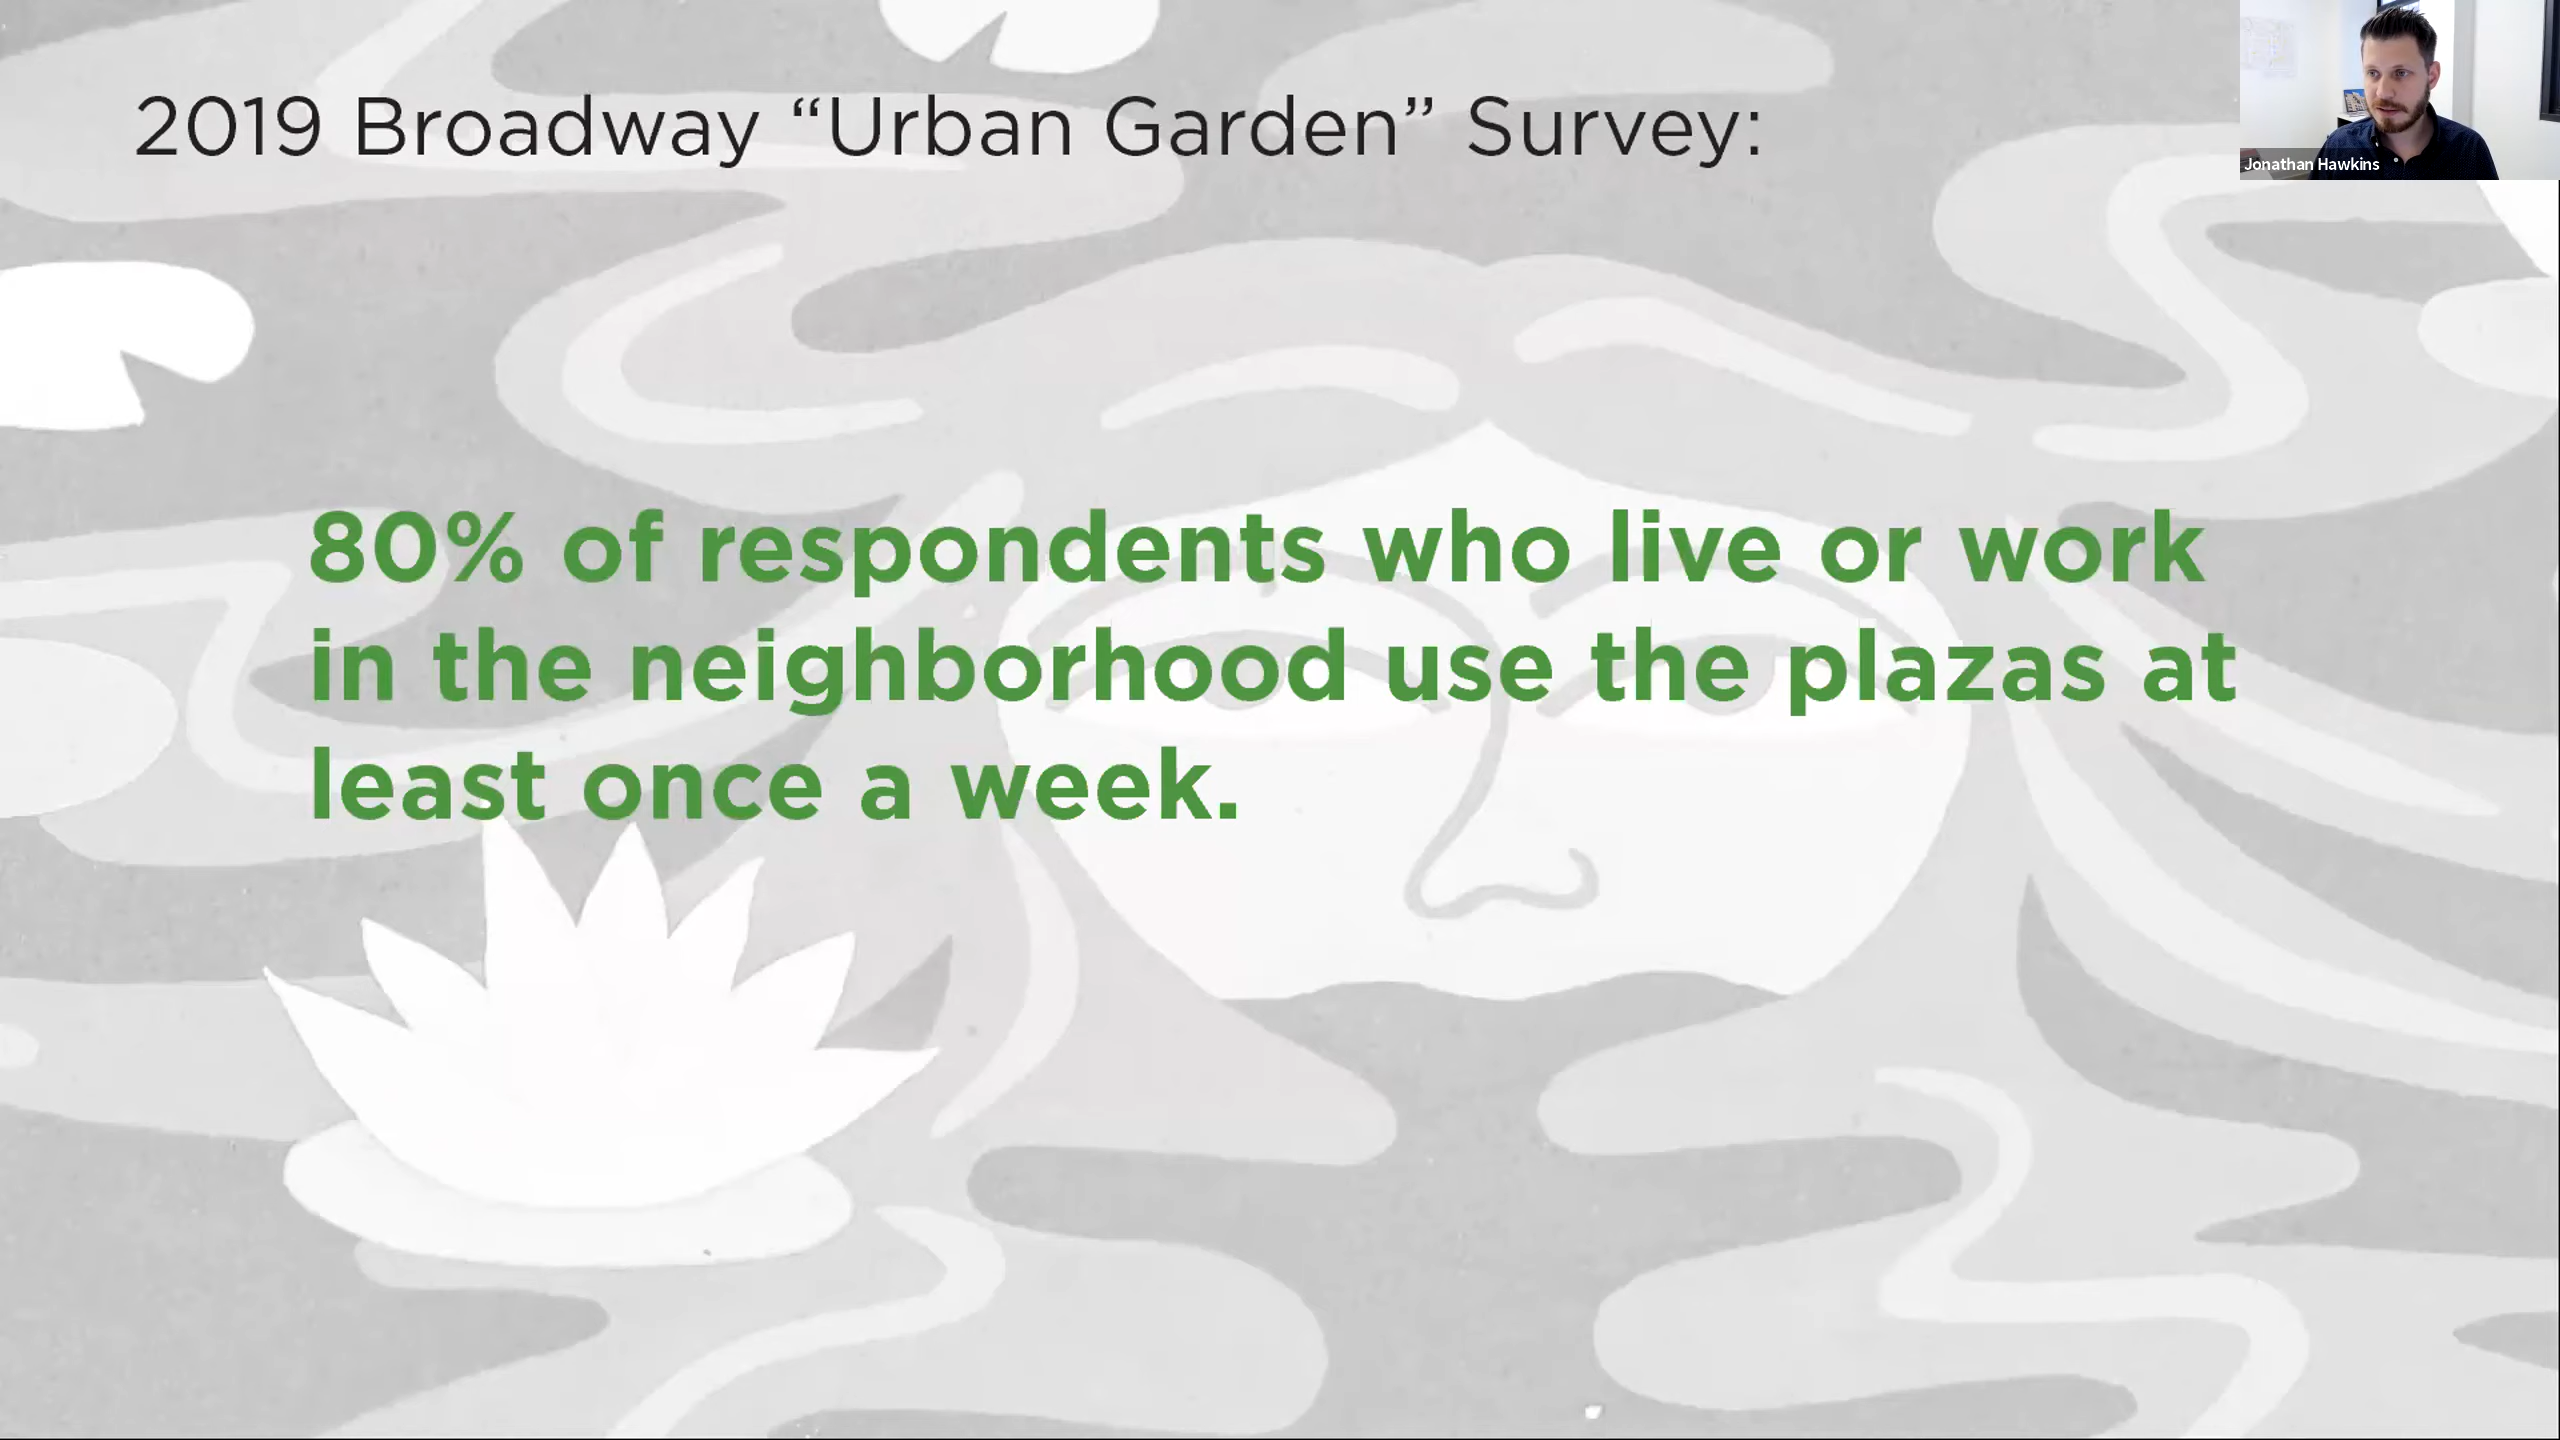 2019 Broadway “Urban Garden” Survey:
Jonathan Hawkins
80% of respondents who live or work
in the neighborhood use the plazas at
least once a week.